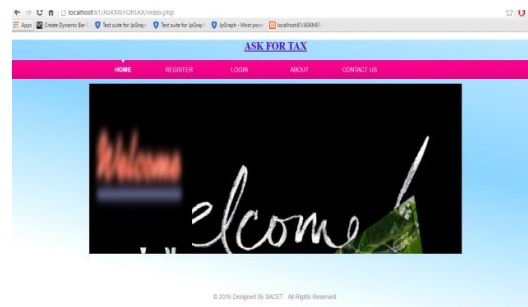 localhost:81/ASKMEFORTAX/index.php
Apps Create Dynamic Bar Test suite for JpGraph Test suite for JpGraph JpGraph - Most power localhost:81/ASKMEF
ASK FOR TAX
HOME REGISTER LOGIN ABOUT CONTACT US
Welcome
elcome!
© 2016 Designed By SACET. All Rights Reserved.